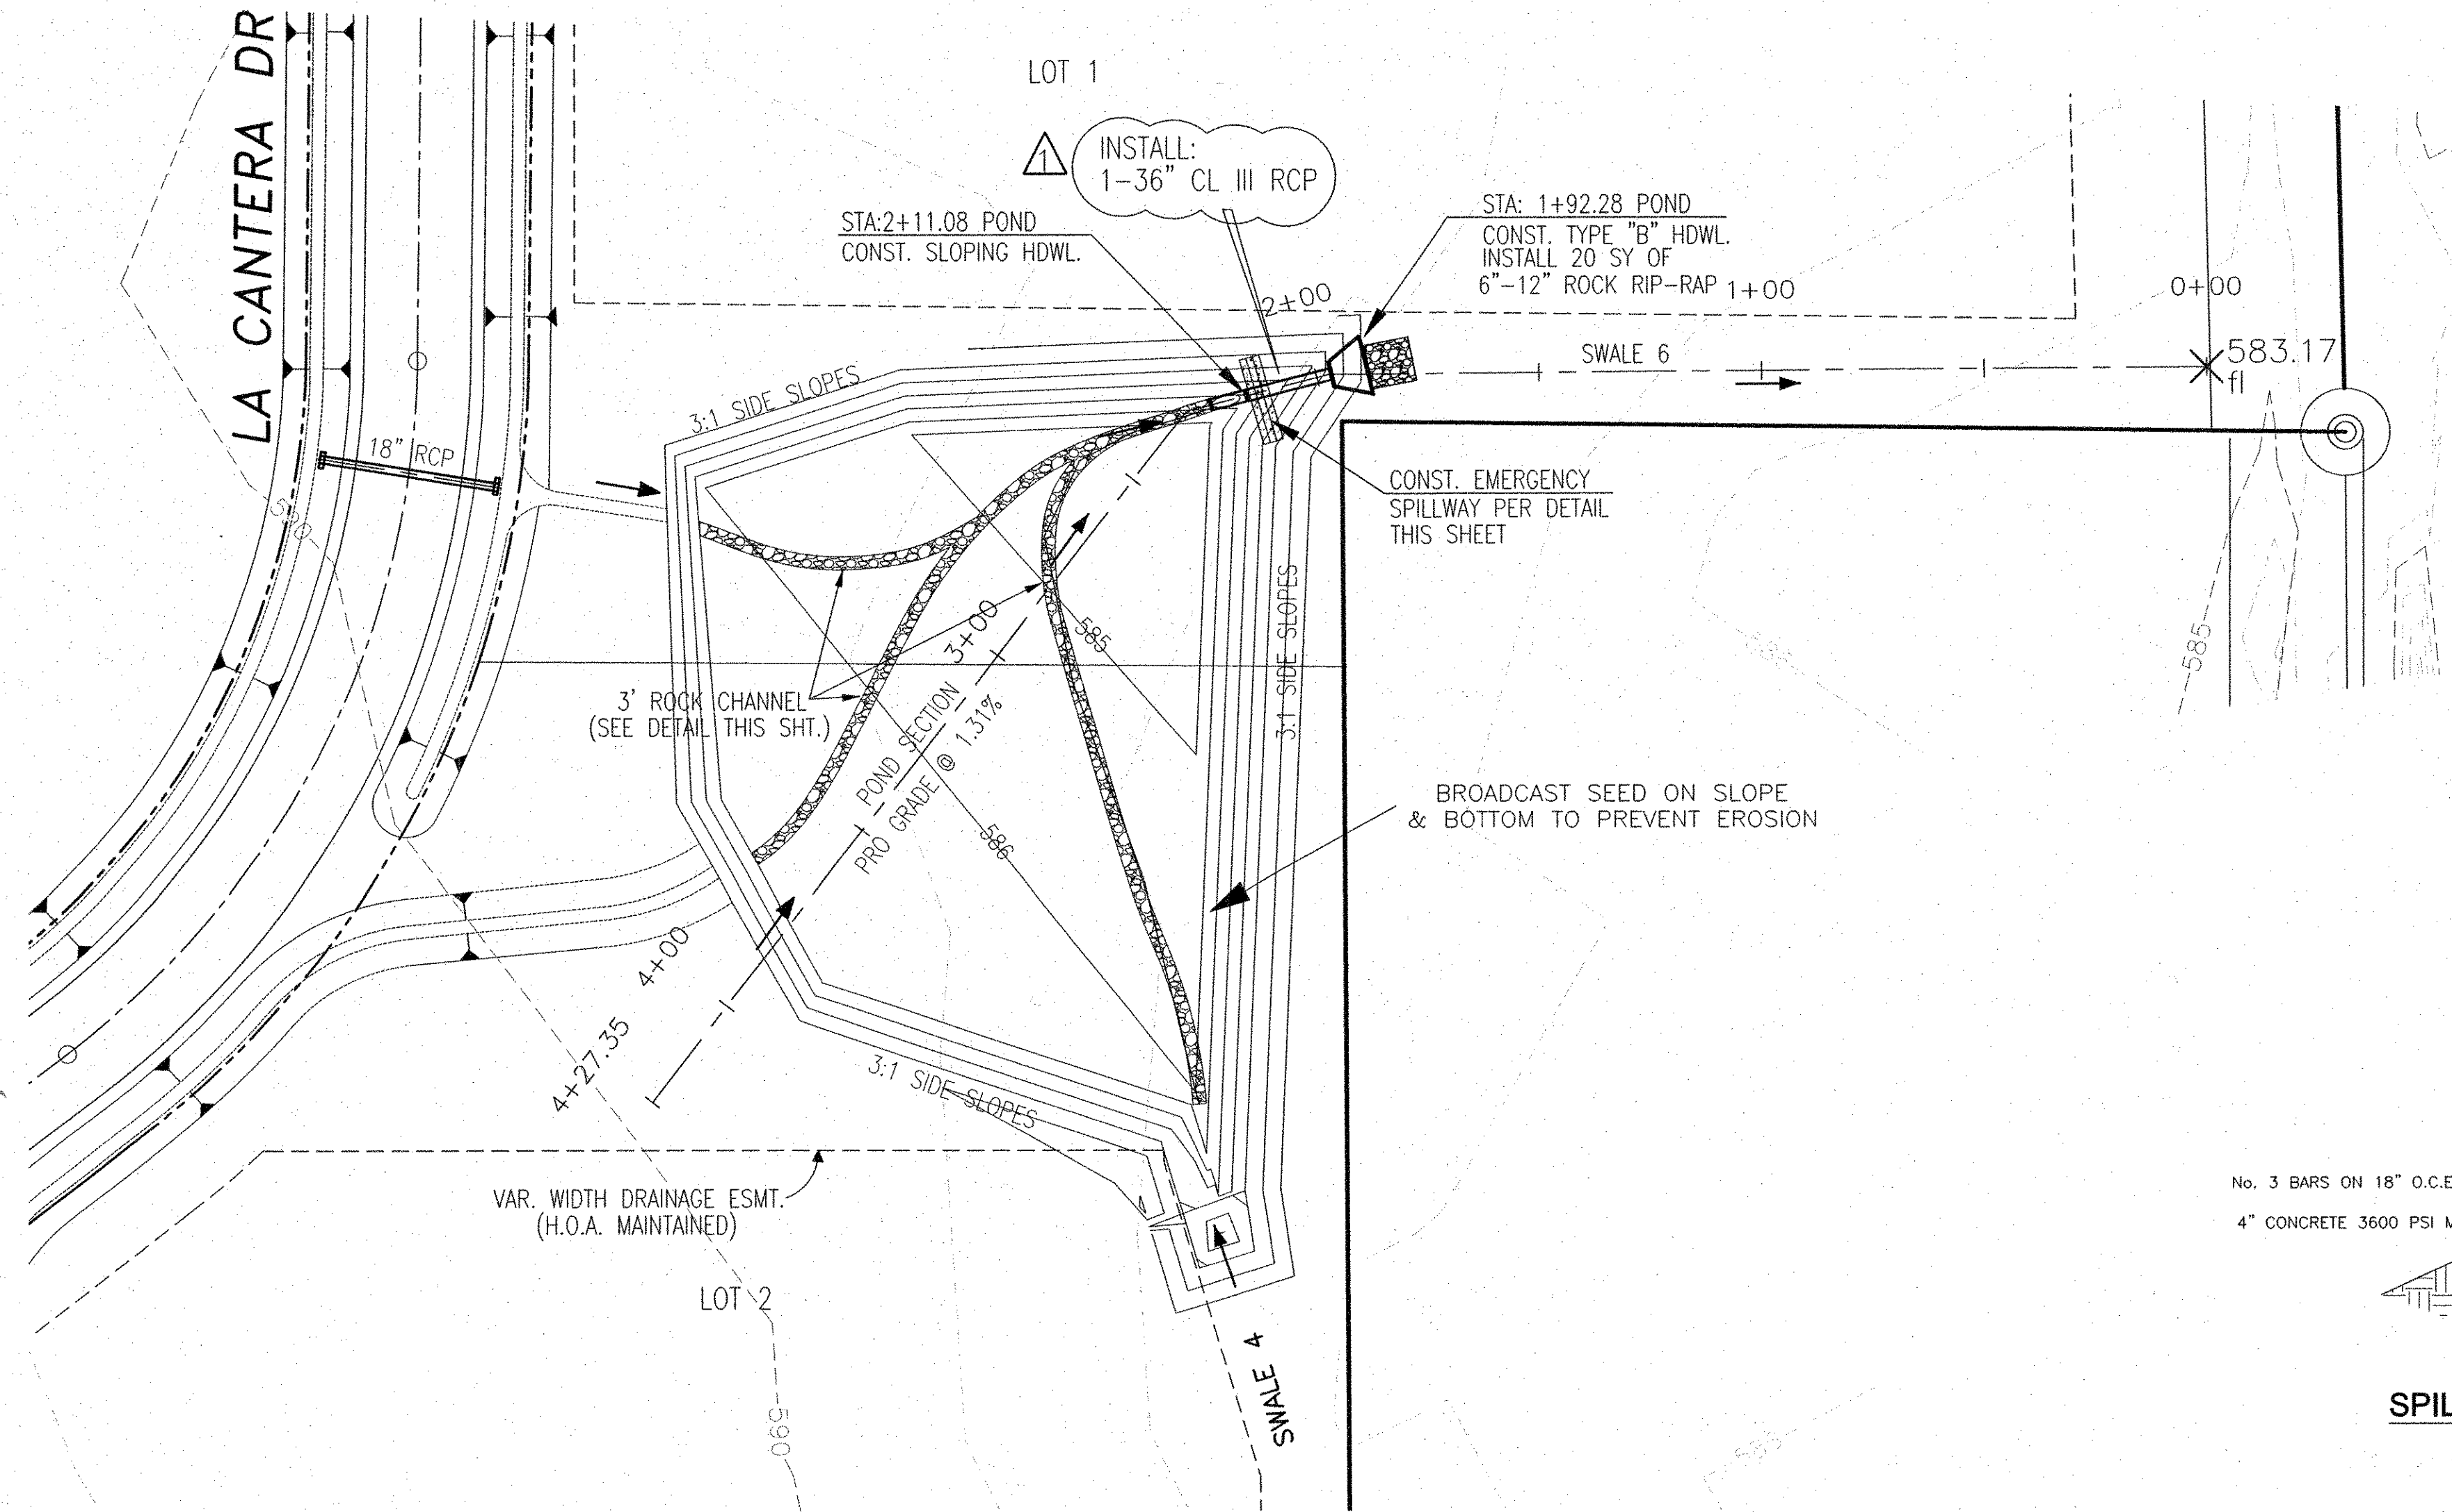 LA CANTERA DR
LOT 1
1
INSTALL:
1-36" CL III RCP
STA:2+11.08 POND
CONST. SLOPING HDWL.
STA: 1+92.28 POND
CONST. TYPE "B" HDWL.
INSTALL 20 SY OF
6"-12" ROCK RIP-RAP
2+00
1+00
0+00
SWALE 6
583.17
fl
3:1 SIDE SLOPES
18" RCP
590
CONST. EMERGENCY
SPILLWAY PER DETAIL
THIS SHEET
3:1 SIDE SLOPES
585
585
585
3' ROCK CHANNEL
(SEE DETAIL THIS SHT.)
3+00
POND SECTION
PRO GRADE @ 1.31%
586
BROADCAST SEED ON SLOPE
& BOTTOM TO PREVENT EROSION
4+00
4+27.35
3:1 SIDE SLOPES
VAR. WIDTH DRAINAGE ESMT.
(H.O.A. MAINTAINED)
LOT 2
590
SWALE 4
585
No. 3 BARS ON 18" O.C.E
4" CONCRETE 3600 PSI M
SPIL